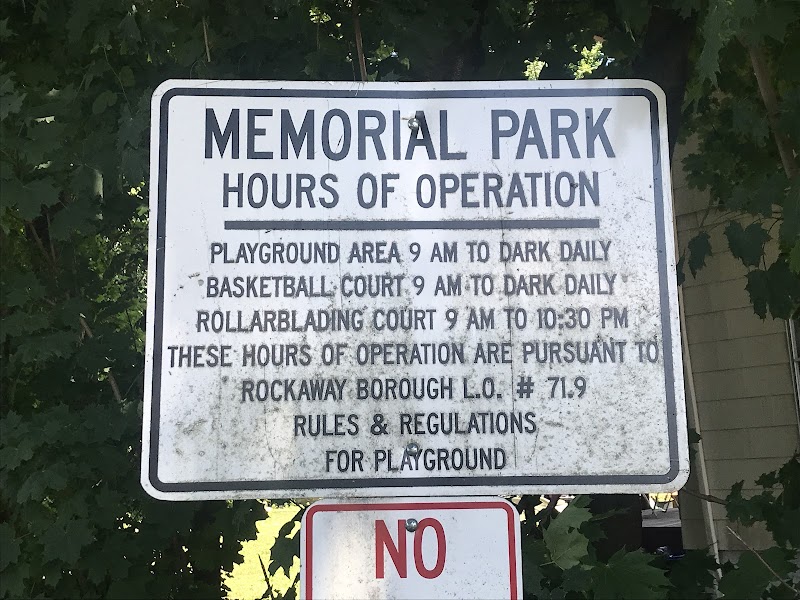 MEMORIAL PARK
HOURS OF OPERATION
PLAYGROUND AREA 9 AM TO DARK DAILY
BASKETBALL COURT 9 AM TO DARK DAILY
ROLLARBLADING COURT 9 AM TO 10:30 PM
THESE HOURS OF OPERATION ARE PURSUANT TO
ROCKAWAY BOROUGH L.O. # 71.9
RULES & REGULATIONS
FOR PLAYGROUND
NO